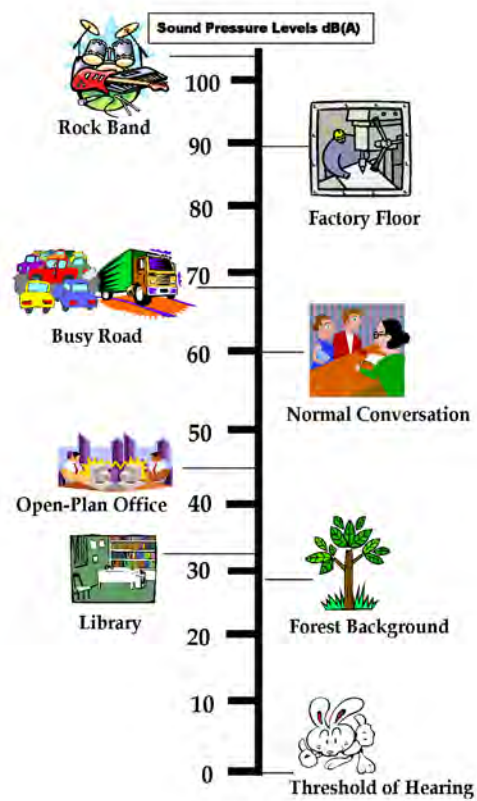 Sound Pressure Levels dB(A)
100
Rock Band
90
Factory Floor
80
70
Busy Road
60
Normal Conversation
50
Open-Plan Office
40
30
Library
Forest Background
20
10
0
Threshold of Hearing